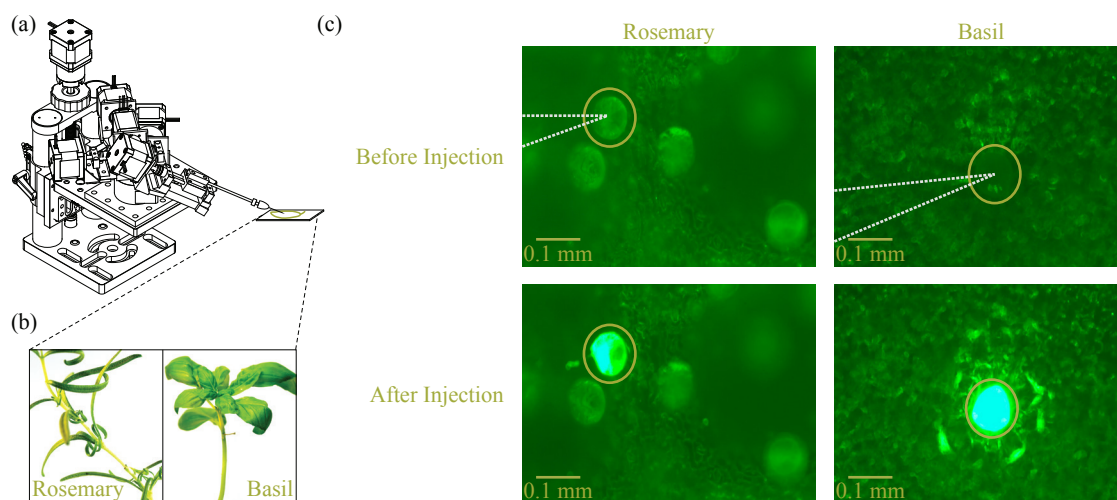 (a)
(c)
Rosemary
Basil
Before Injection
0.1 mm
0.1 mm
(b)
After Injection
Rosemary
Basil
0.1 mm
0.1 mm